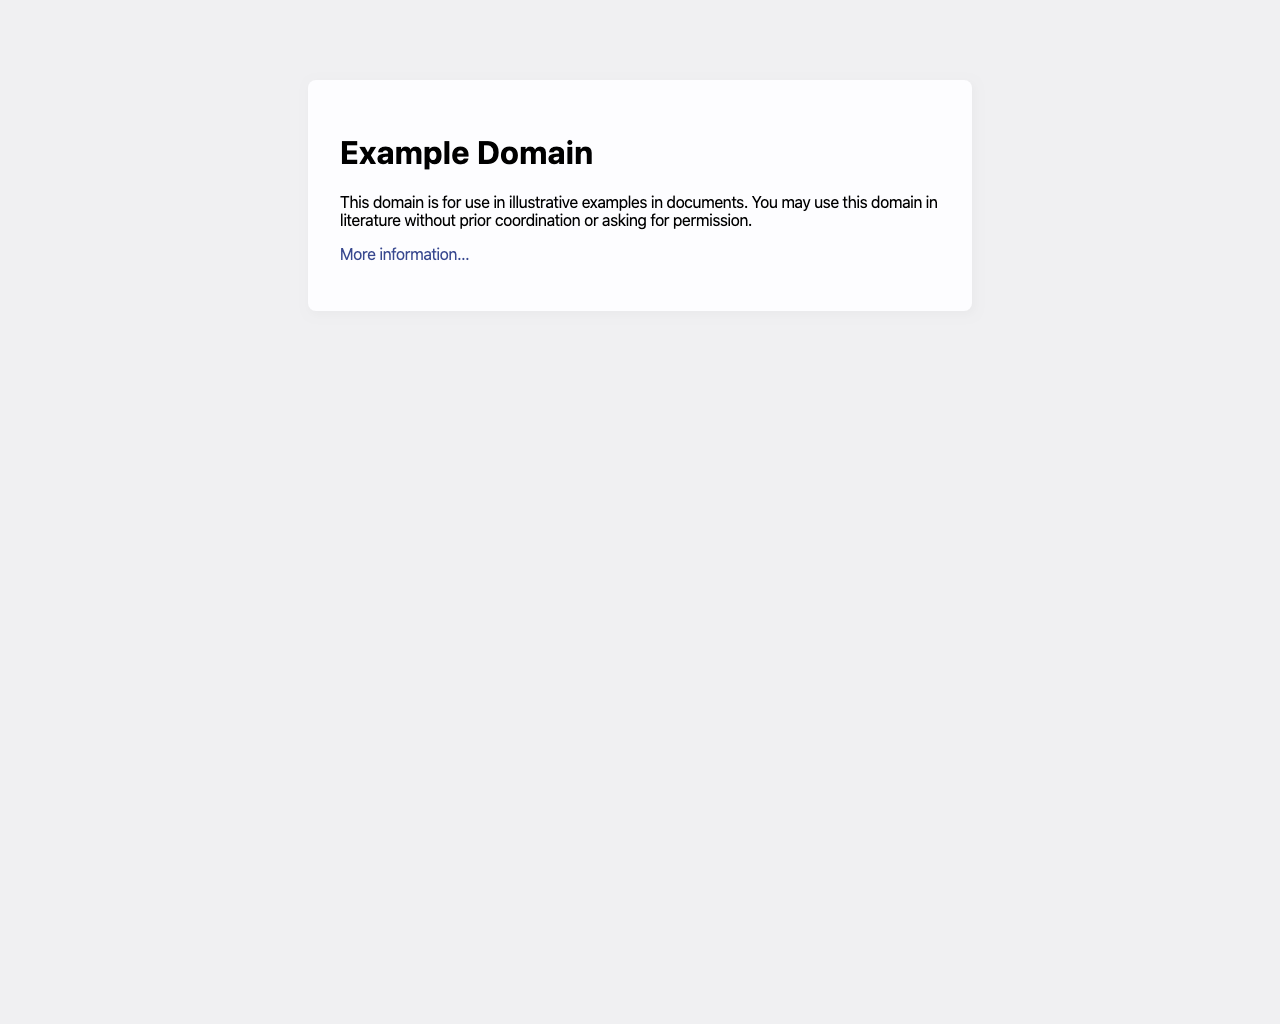 Example Domain
This domain is for use in illustrative examples in documents. You may use this domain in
literature without prior coordination or asking for permission.
More information...